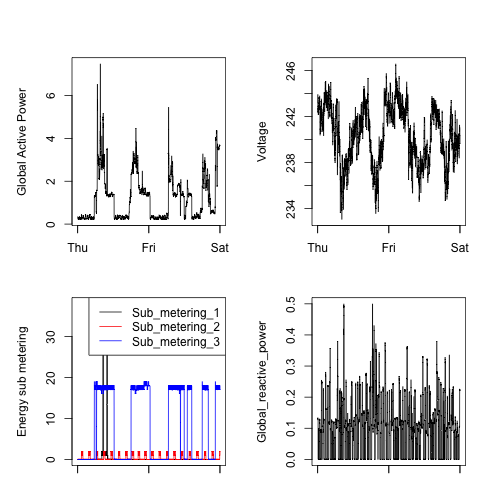 Global Active Power
6
4
2
0
Thu Fri Sat
Voltage
246
242
238
234
Thu Fri Sat
Energy sub metering
30
20
10
0
Sub_metering_1
Sub_metering_2
Sub_metering_3
Global_reactive_power
0.5
0.4
0.3
0.2
0.1
0.0